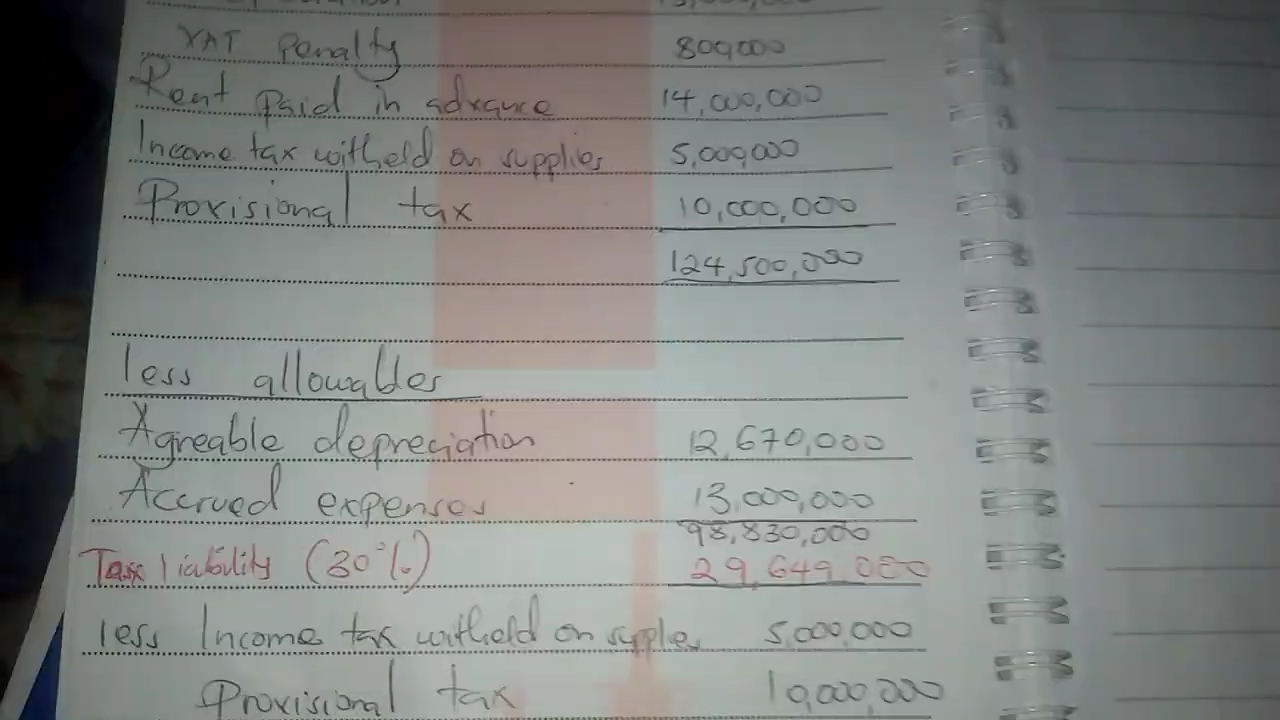 VAT Penalty 800,000
Rent Paid in advance 14,000,000
Income tax witheld on supplies 5,000,000
Provisional tax 10,000,000
124,500,000
less allowables
Agreable depreciation 12,670,000
Accrued expenses 13,000,000
98,830,000
Tax liability (30%) 29,649,000
less Income tax witheld on supplies 5,000,000
Provisional tax 10,000,000